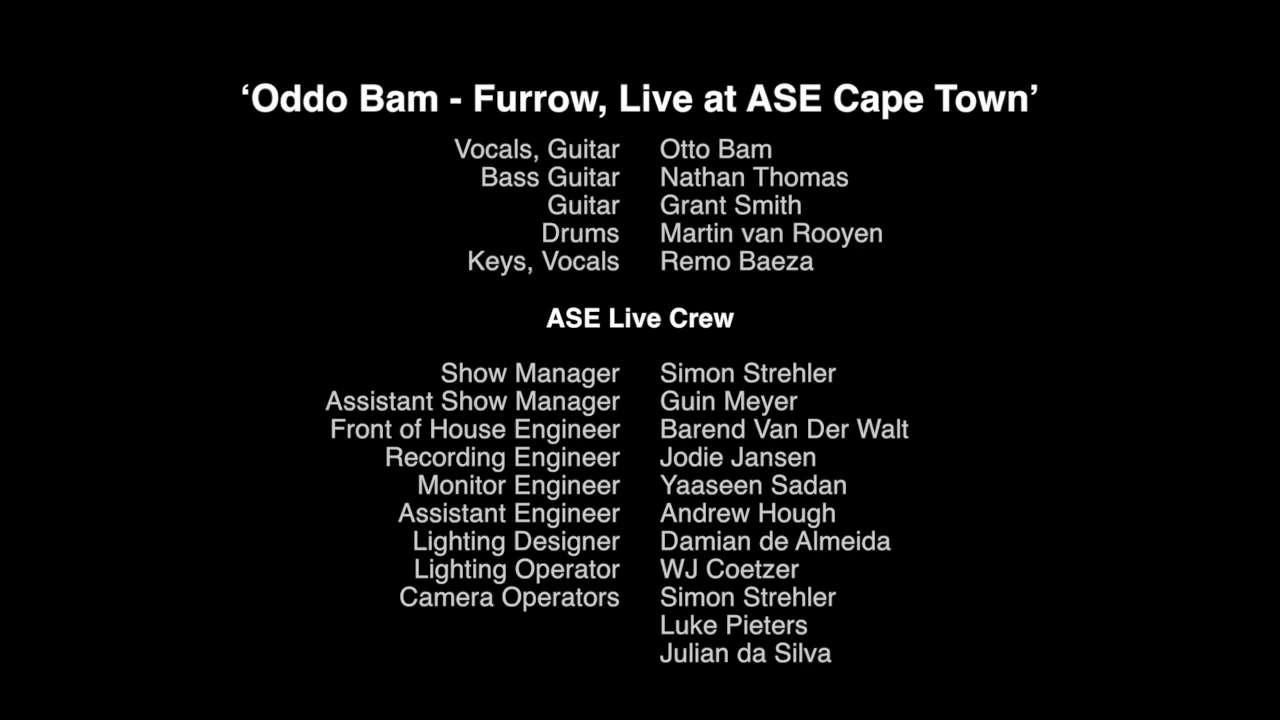 ‘Oddo Bam - Furrow, Live at ASE Cape Town’
Vocals, Guitar Otto Bam
Bass Guitar Nathan Thomas
Guitar Grant Smith
Drums Martin van Rooyen
Keys, Vocals Remo Baeza
ASE Live Crew
Show Manager Simon Strehler
Assistant Show Manager Guin Meyer
Front of House Engineer Barend Van Der Walt
Recording Engineer Jodie Jansen
Monitor Engineer Yaaseen Sadan
Assistant Engineer Andrew Hough
Lighting Designer Damian de Almeida
Lighting Operator WJ Coetzer
Camera Operators Simon Strehler
Luke Pieters
Julian da Silva